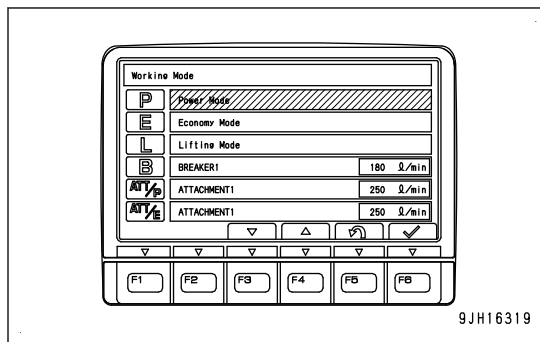 Working Mode
P Power Mode
E Economy Mode
L Lifting Mode
B BREAKER1 180 ℓ/min
ATT/P ATTACHMENT1 250 ℓ/min
ATT/E ATTACHMENT1 250 ℓ/min
F1 F2 F3 F4 F5 F6
9JH16319